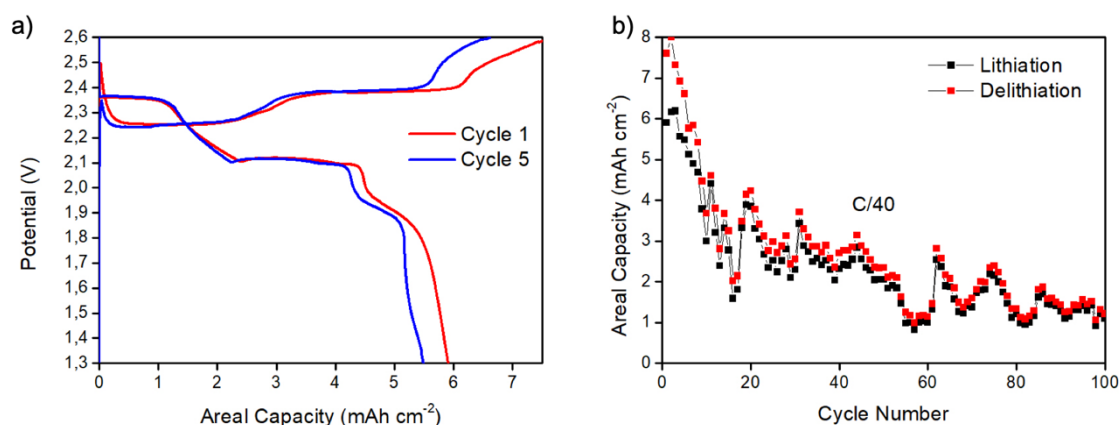 a)
2,6
2,5
2,4
2,3
2,2
2,1
2,0
1,9
1,8
1,7
1,6
1,5
1,4
1,3
Potential (V)
Cycle 1
Cycle 5
0 1 2 3 4 5 6 7
Areal Capacity (mAh cm-2)
b)
8
7
6
5
4
3
2
1
0
Areal Capacity (mAh cm-2)
Lithiation
Delithiation
C/40
0 20 40 60 80 100
Cycle Number